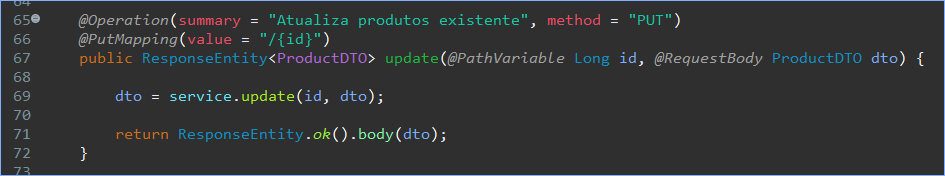 65 @Operation(summary = "Atualiza produtos existente", method = "PUT")
66 @PutMapping(value = "/{id}")
67 public ResponseEntity<ProductDTO> update(@PathVariable Long id, @RequestBody ProductDTO dto) {
68
69 dto = service.update(id, dto);
70
71 return ResponseEntity.ok().body(dto);
72 }
73